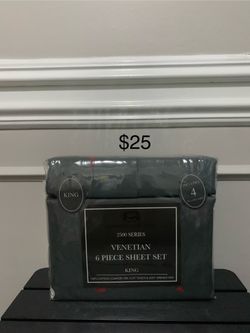 $25
KING
4
2500 SERIES
VENETIAN
6 PIECE SHEET SET
KING